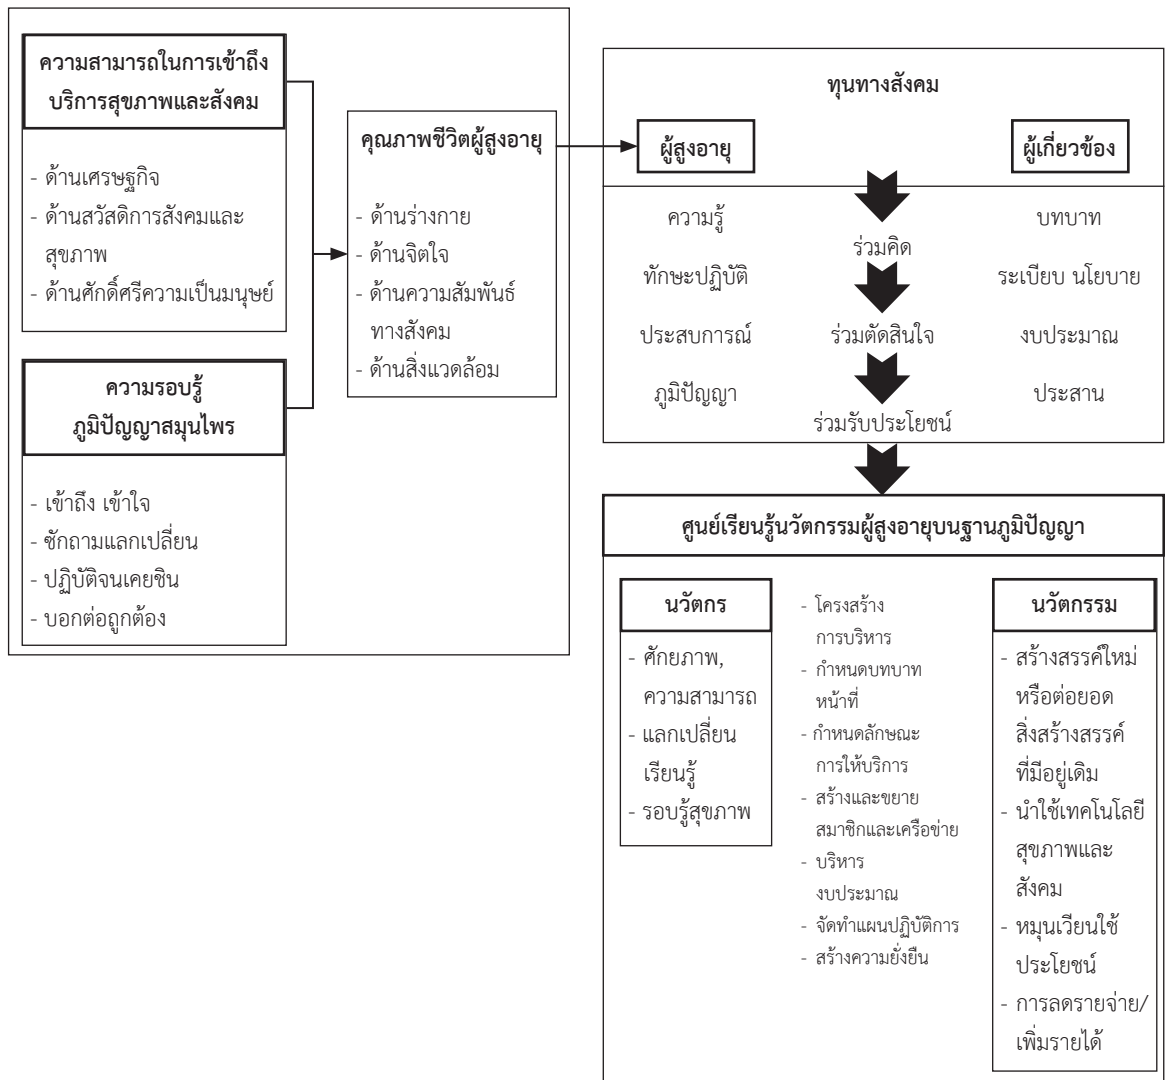 ความสามารถในการเข้าถึง
บริการสุขภาพและสังคม
- ด้านเศรษฐกิจ
- ด้านสวัสดิการสังคมและ
สุขภาพ
- ด้านศักดิ์ศรีความเป็นมนุษย์
ความรอบรู้
ภูมิปัญญาสมุนไพร
- เข้าถึง เข้าใจ
- ซักถามแลกเปลี่ยน
- ปฏิบัติจนเคยชิน
- บอกต่อถูกต้อง
คุณภาพชีวิตผู้สูงอายุ
- ด้านร่างกาย
- ด้านจิตใจ
- ด้านความสัมพันธ์
ทางสังคม
- ด้านสิ่งแวดล้อม
ทุนทางสังคม
ผู้สูงอายุ
ผู้เกี่ยวข้อง
ความรู้
ทักษะปฏิบัติ
ประสบการณ์
ภูมิปัญญา
ร่วมคิด
ร่วมตัดสินใจ
ร่วมรับประโยชน์
บทบาท
ระเบียบ นโยบาย
งบประมาณ
ประสาน
ศูนย์เรียนรู้นวัตกรรมผู้สูงอายุบนฐานภูมิปัญญา
นวัตกร
- ศักยภาพ,
ความสามารถ
- แลกเปลี่ยน
เรียนรู้
- รอบรู้สุขภาพ
- โครงสร้าง
การบริหาร
- กำหนดบทบาท
หน้าที่
- กำหนดลักษณะ
การให้บริการ
- สร้างและขยาย
สมาชิกและเครือข่าย
- บริหาร
งบประมาณ
- จัดทำแผนปฏิบัติการ
- สร้างความยั่งยืน
นวัตกรรม
- สร้างสรรค์ใหม่
หรือต่อยอด
สิ่งสร้างสรรค์
ที่มีอยู่เดิม
- นำใช้เทคโนโลยี
สุขภาพและ
สังคม
- หมุนเวียนใช้
ประโยชน์
- การลดรายจ่าย/
เพิ่มรายได้